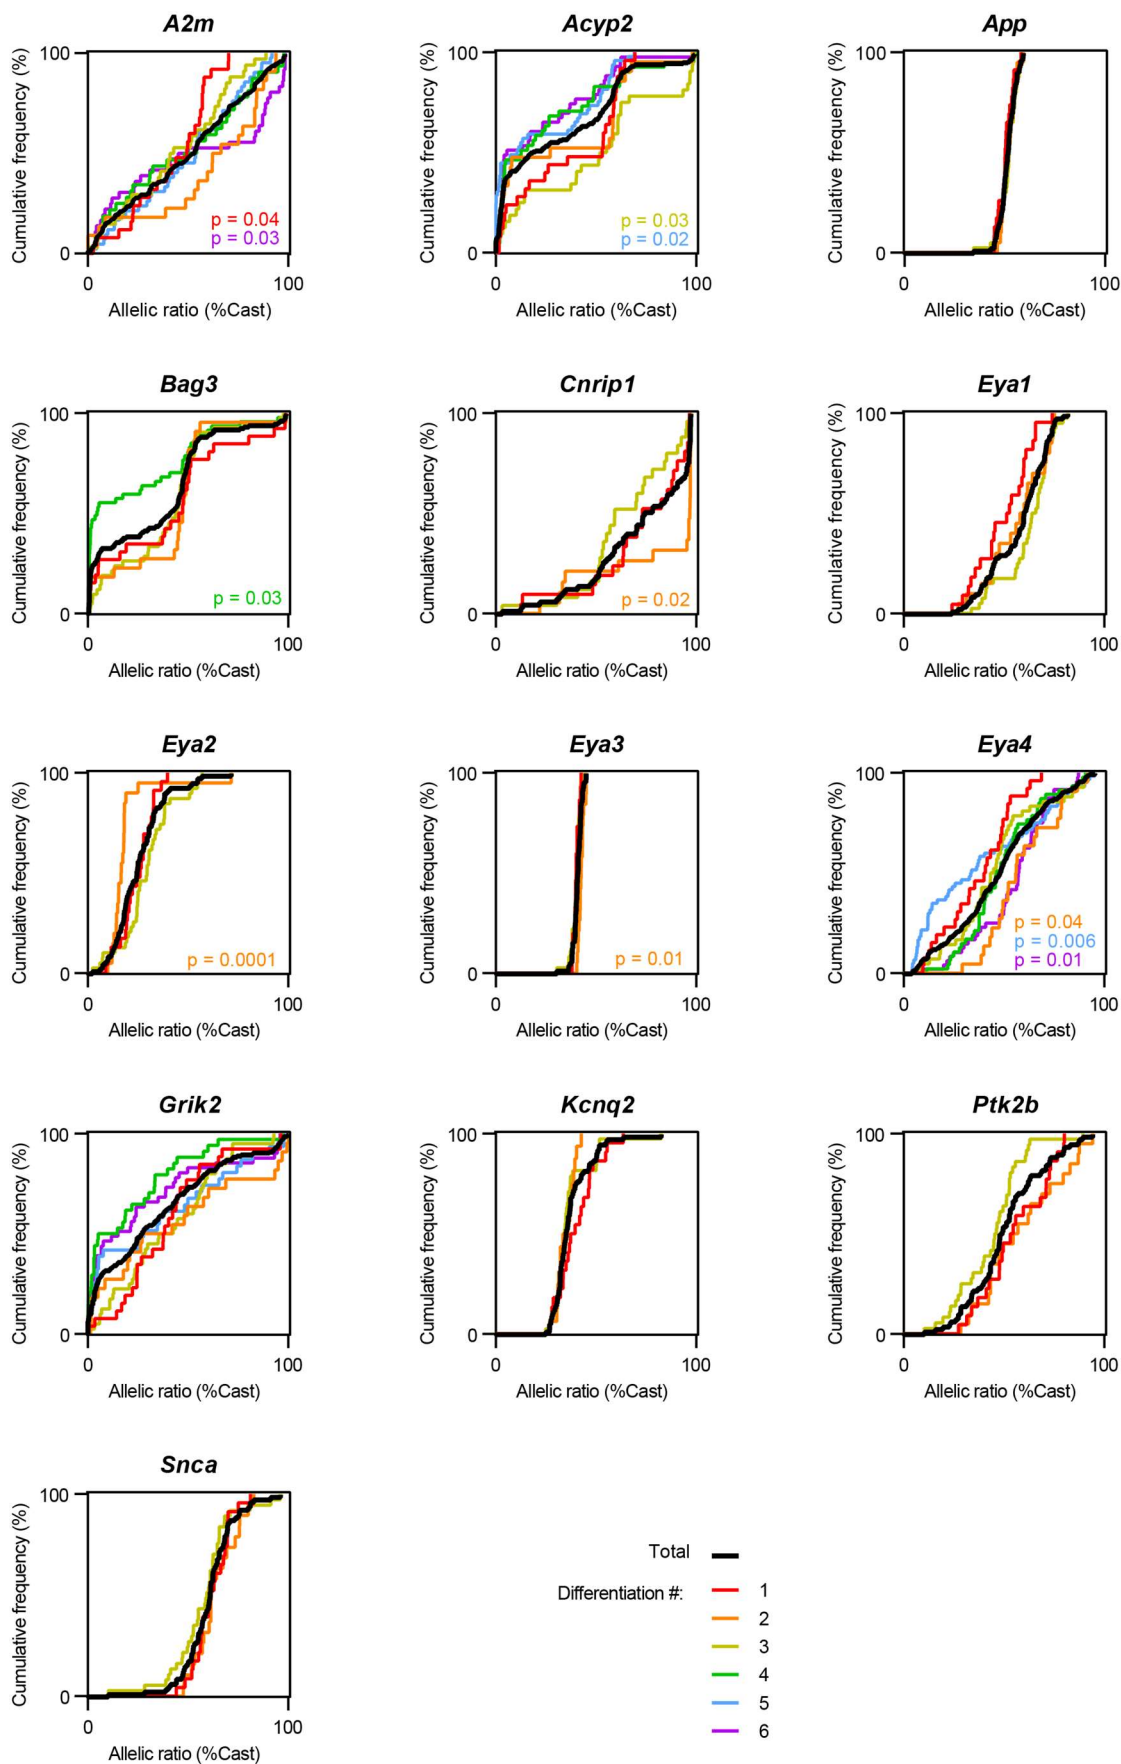 A2m
Cumulative frequency (%)
100
0
p = 0.04
p = 0.03
0 100
Allelic ratio (%Cast)
Acyp2
Cumulative frequency (%)
100
0
p = 0.03
p = 0.02
0 100
Allelic ratio (%Cast)
App
Cumulative frequency (%)
100
0
0 100
Allelic ratio (%Cast)
Bag3
Cumulative frequency (%)
100
0
p = 0.03
0 100
Allelic ratio (%Cast)
Cnrip1
Cumulative frequency (%)
100
0
p = 0.02
0 100
Allelic ratio (%Cast)
Eya1
Cumulative frequency (%)
100
0
0 100
Allelic ratio (%Cast)
Eya2
Cumulative frequency (%)
100
0
p = 0.0001
0 100
Allelic ratio (%Cast)
Eya3
Cumulative frequency (%)
100
0
p = 0.01
0 100
Allelic ratio (%Cast)
Eya4
Cumulative frequency (%)
100
0
p = 0.04
p = 0.006
p = 0.01
0 100
Allelic ratio (%Cast)
Grik2
Cumulative frequency (%)
100
0
0 100
Allelic ratio (%Cast)
Kcnq2
Cumulative frequency (%)
100
0
0 100
Allelic ratio (%Cast)
Ptk2b
Cumulative frequency (%)
100
0
0 100
Allelic ratio (%Cast)
Snca
Cumulative frequency (%)
100
0
0 100
Allelic ratio (%Cast)
Total
Differentiation #:
1
2
3
4
5
6